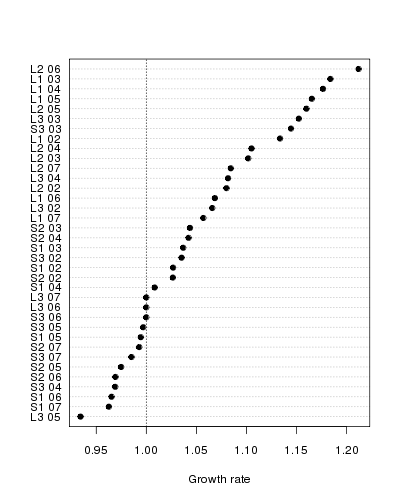 L2 06
L1 03
L1 04
L1 05
L2 05
L3 03
S3 03
L1 02
L2 04
L2 03
L2 07
L3 04
L2 02
L1 06
L3 02
L1 07
S2 03
S2 04
S1 03
S3 02
S1 02
S2 02
S1 04
L3 07
L3 06
S3 06
S3 05
S1 05
S2 07
S3 07
S2 05
S2 06
S3 04
S1 06
S1 07
L3 05
0.95 1.00 1.05 1.10 1.15 1.20
Growth rate